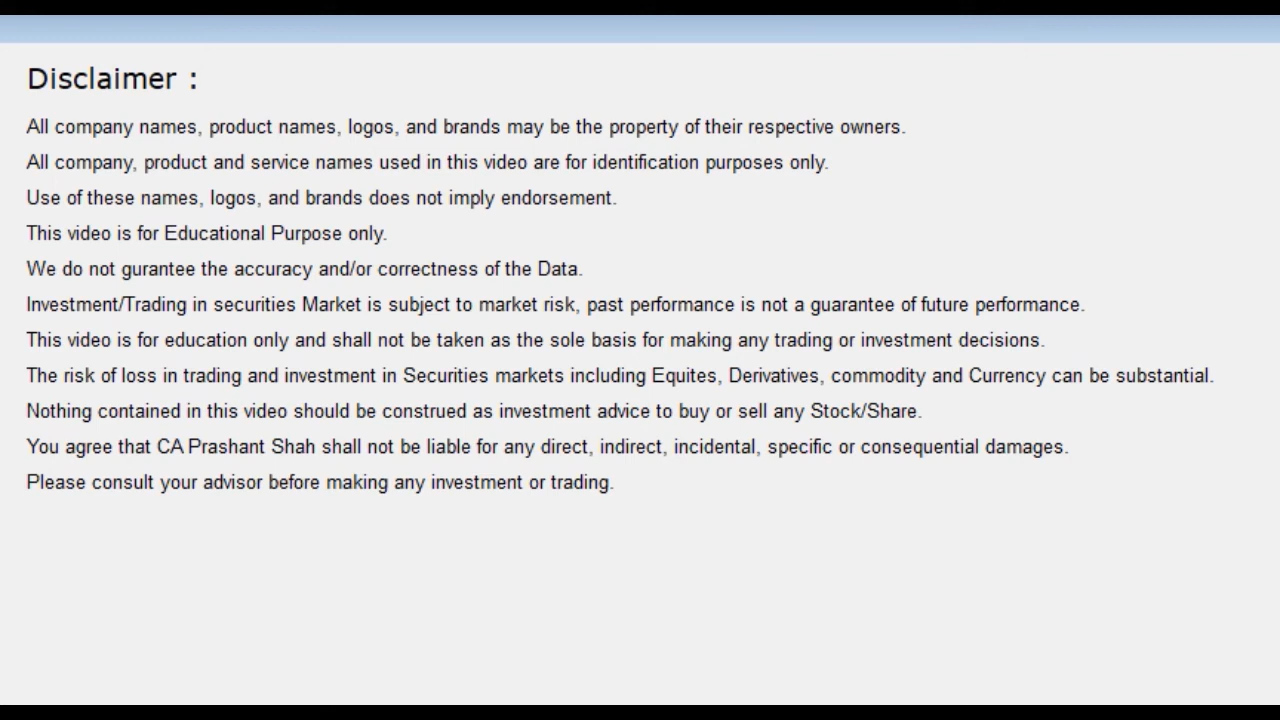 Disclaimer :
All company names, product names, logos, and brands may be the property of their respective owners.
All company, product and service names used in this video are for identification purposes only.
Use of these names, logos, and brands does not imply endorsement.
This video is for Educational Purpose only.
We do not gurantee the accuracy and/or correctness of the Data.
Investment/Trading in securities Market is subject to market risk, past performance is not a guarantee of future performance.
This video is for education only and shall not be taken as the sole basis for making any trading or investment decisions.
The risk of loss in trading and investment in Securities markets including Equites, Derivatives, commodity and Currency can be substantial.
Nothing contained in this video should be construed as investment advice to buy or sell any Stock/Share.
You agree that CA Prashant Shah shall not be liable for any direct, indirect, incidental, specific or consequential damages.
Please consult your advisor before making any investment or trading.